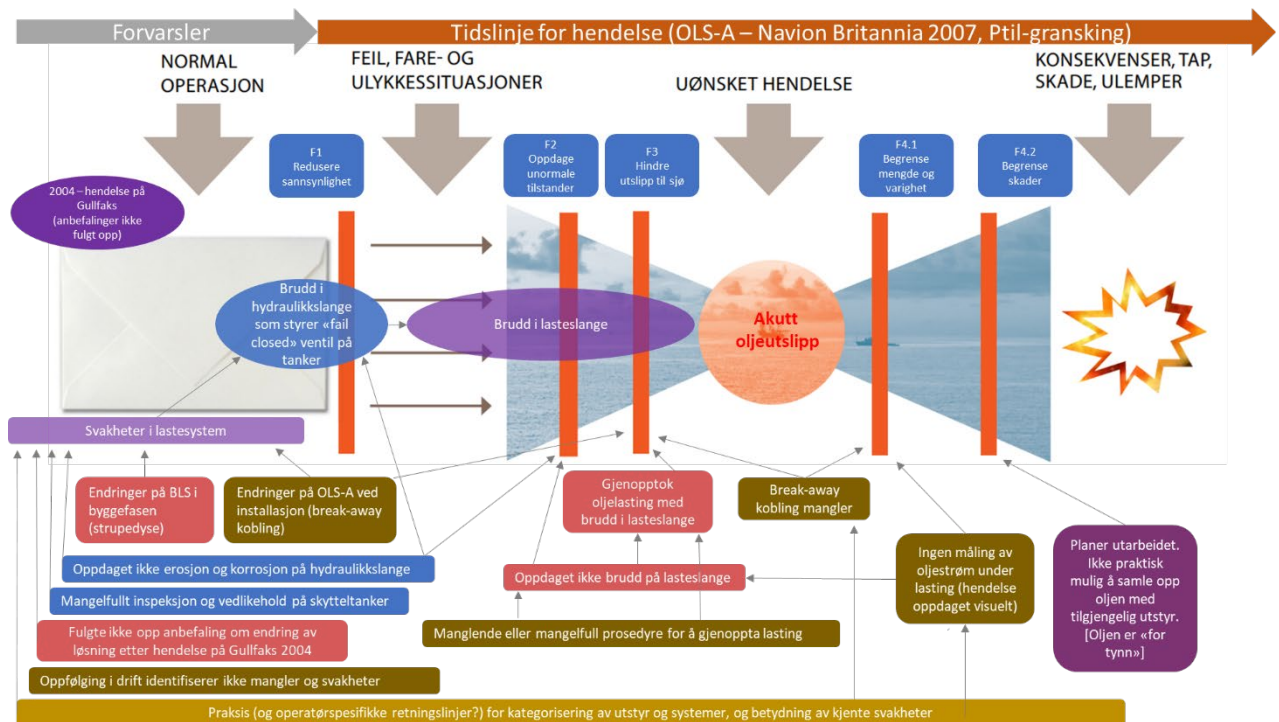 Forvarsler
Tidslinje for hendelse (OLS-A – Navion Britannia 2007, Ptil-gransking)
NORMAL
OPERASJON
FEIL, FARE- OG
ULYKKESSITUASJONER
UØNSKET HENDELSE
KONSEKVENSER, TAP,
SKADE, ULEMPER
F1
Redusere
sannsynlighet
F2
Oppdage
unormale
tilstander
F3
Hindre
utslipp til sjø
F4.1
Begrense
mengde og
varighet
F4.2
Begrense
skader
2004 – hendelse på
Gullfaks
(anbefalinger ikke
fulgt opp)
Brudd i
hydraulikkslange
som styrer «fail
closed» ventil på
tanker
Brudd i lasteslange
Akutt
oljeutslipp
Svakheter i lastesystem
Endringer på BLS i
byggefasen
(strupedyse)
Endringer på OLS-A ved
installasjon (break-away
kobling)
Gjenopptok
oljelasting med
brudd i lasteslange
Break-away
kobling mangler
Ingen måling av
oljestrøm under
lasting (hendelse
oppdaget visuelt)
Planer utarbeidet.
Ikke praktisk
mulig å samle opp
oljen med
tilgjengelig utstyr.
[Oljen er «for
tynn»]
Oppdaget ikke erosjon og korrosjon på hydraulikkslange
Oppdaget ikke brudd på lasteslange
Mangelfullt inspeksjon og vedlikehold på skytteltanker
Fulgte ikke opp anbefaling om endring av
løsning etter hendelse på Gullfaks 2004
Manglende eller mangelfull prosedyre for å gjenoppta lasting
Oppfølging i drift identifiserer ikke mangler og svakheter
Praksis (og operatørspesifikke retningslinjer?) for kategorisering av utstyr og systemer, og betydning av kjente svakheter